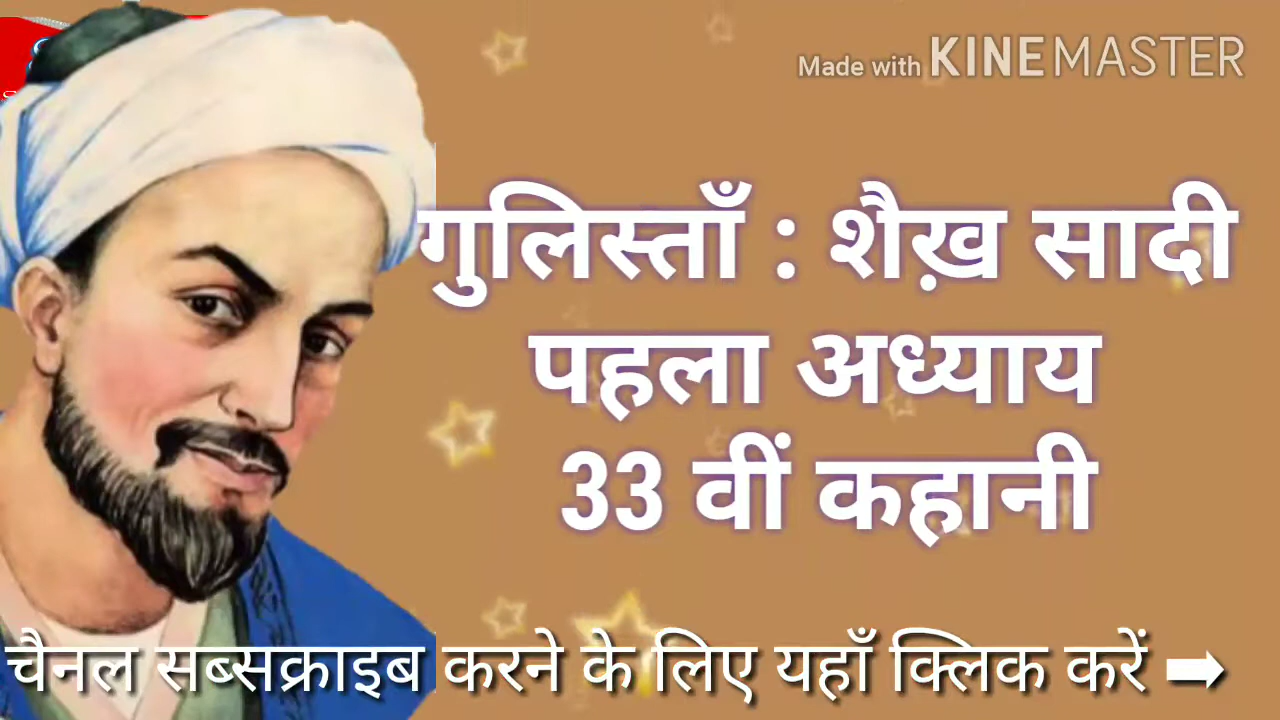 Made with KINEMASTER
गुलिस्ताँ : शैख़ सादी
पहला अध्याय
33 वीं कहानी
चैनल सब्सक्राइब करने के लिए यहाँ क्लिक करें